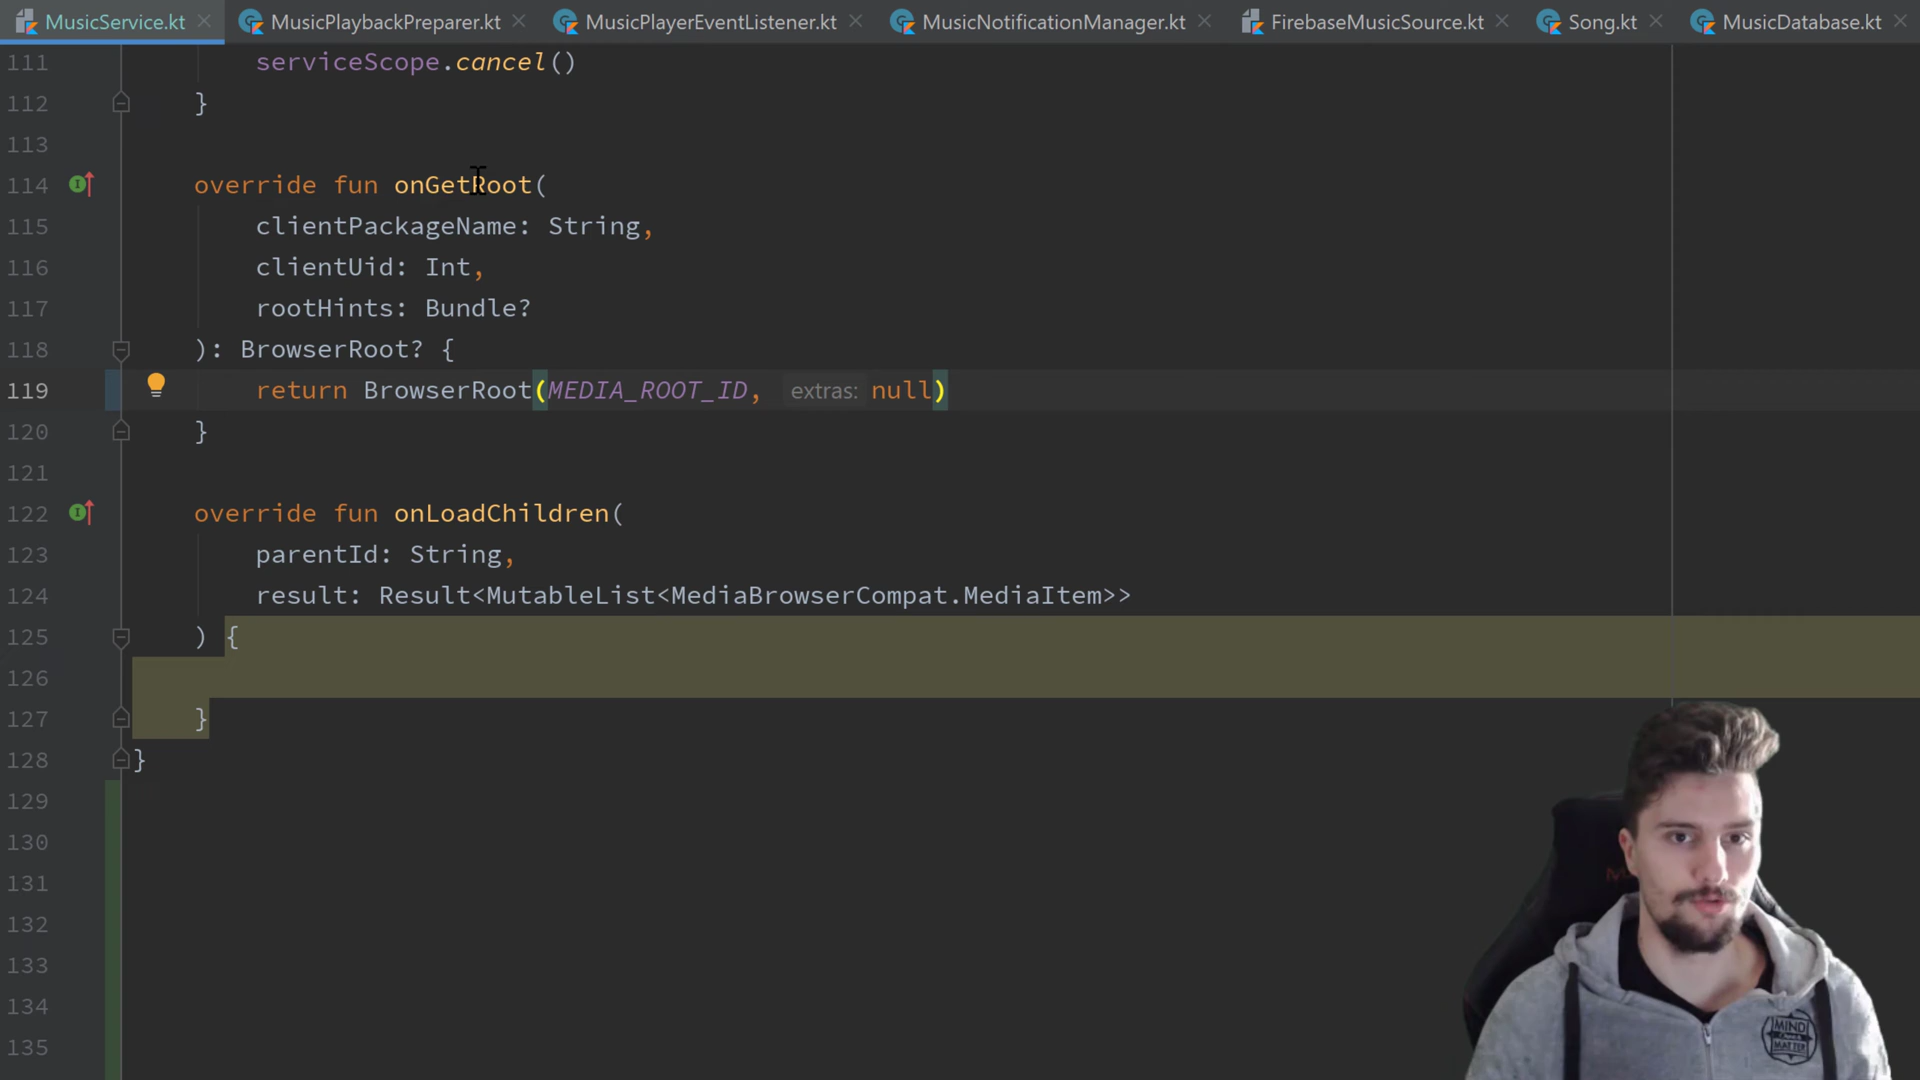 MusicService.kt MusicPlaybackPreparer.kt MusicPlayerEventListener.kt MusicNotificationManager.kt FirebaseMusicSource.kt Song.kt MusicDatabase.kt
111 serviceScope.cancel()
112 }
113
114 override fun onGetRoot(
115 clientPackageName: String,
116 clientUid: Int,
117 rootHints: Bundle?
118 ): BrowserRoot? {
119 return BrowserRoot(MEDIA_ROOT_ID, extras: null)
120 }
121
122 override fun onLoadChildren(
123 parentId: String,
124 result: Result<MutableList<MediaBrowserCompat.MediaItem>>
125 ) {
126
127 }
128 }
129
130
131
132
133
134
135
MIND
MATTER